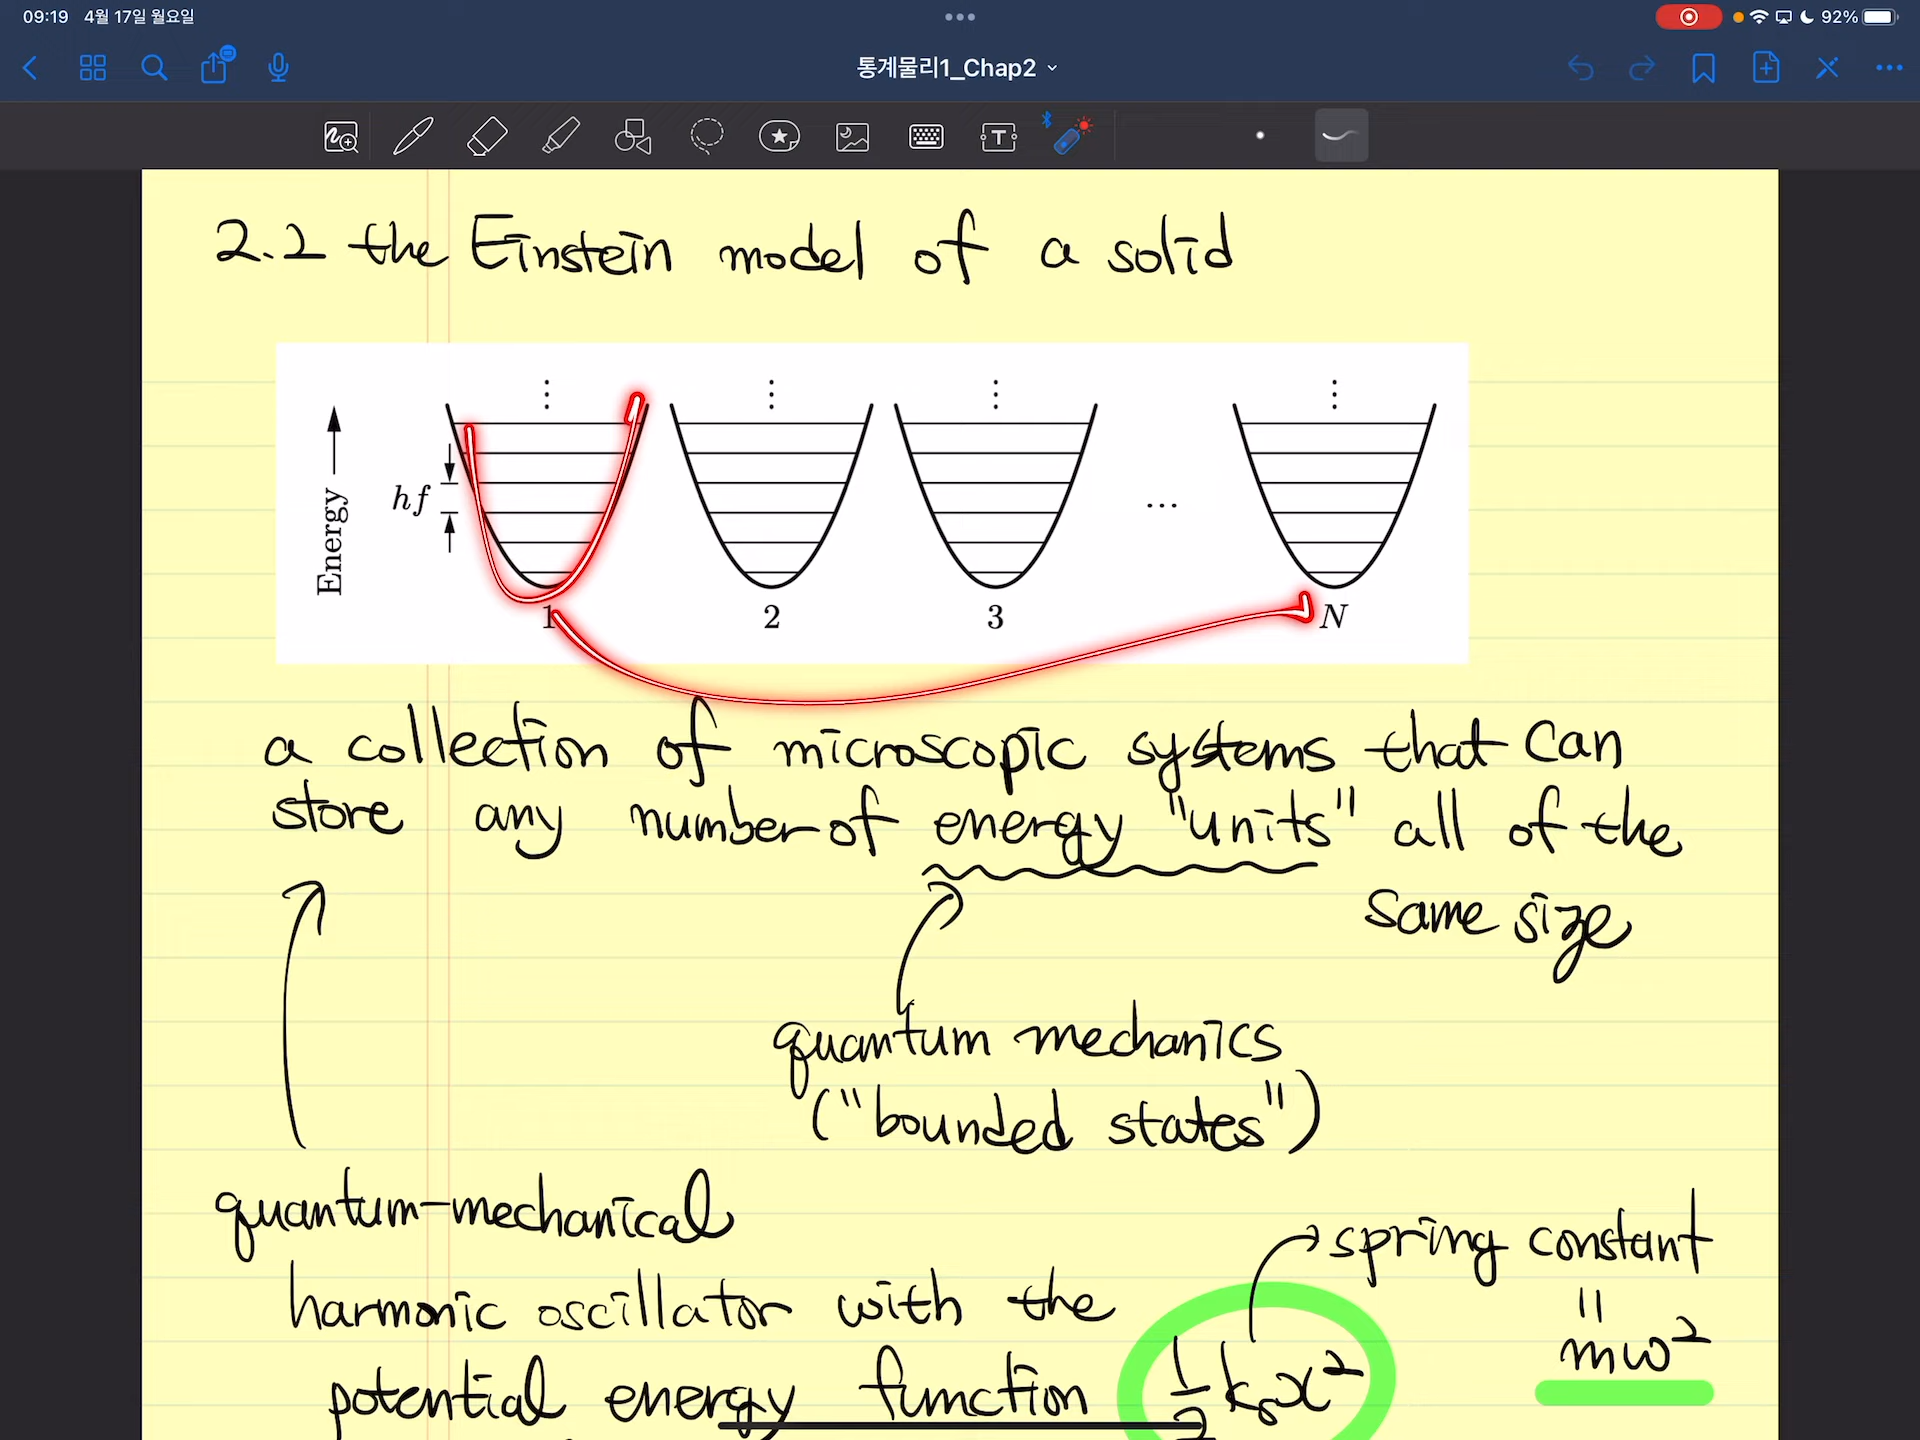 09:19 4월 17일 월요일
92%
통계물리1_Chap2
T
2.2 the Einstein model of a solid
Energy
hf
1 2 3 ... N
a collection of microscopic systems that can
store any number of energy "units" all of the
same size
quantum mechanics
("bounded states")
quantum-mechanical
spring constant
harmonic oscillator with the
=
mω²
potential energy function ½ksx²